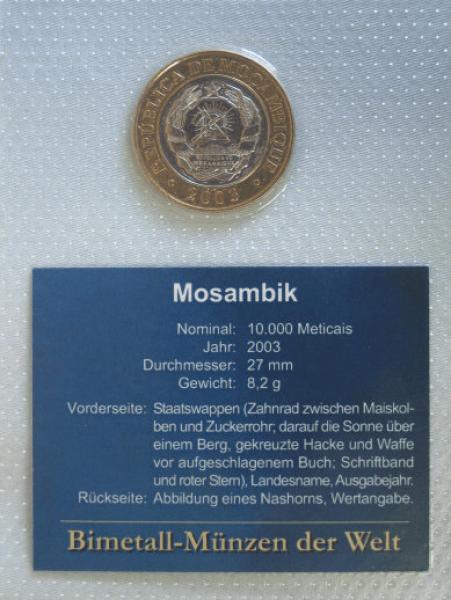 REPÚBLICA DE MOÇAMBIQUE
2003
Mosambik
Nominal: 10.000 Meticais
Jahr: 2003
Durchmesser: 27 mm
Gewicht: 8,2 g
Vorderseite: Staatswappen (Zahnrad zwischen Maiskol-
ben und Zuckerrohr; darauf die Sonne über
einem Berg, gekreuzte Hacke und Waffe
vor aufgeschlagenem Buch; Schriftband
und roter Stern), Landesname, Ausgabejahr.
Rückseite: Abbildung eines Nashorns, Wertangabe.
Bimetall-Münzen der Welt